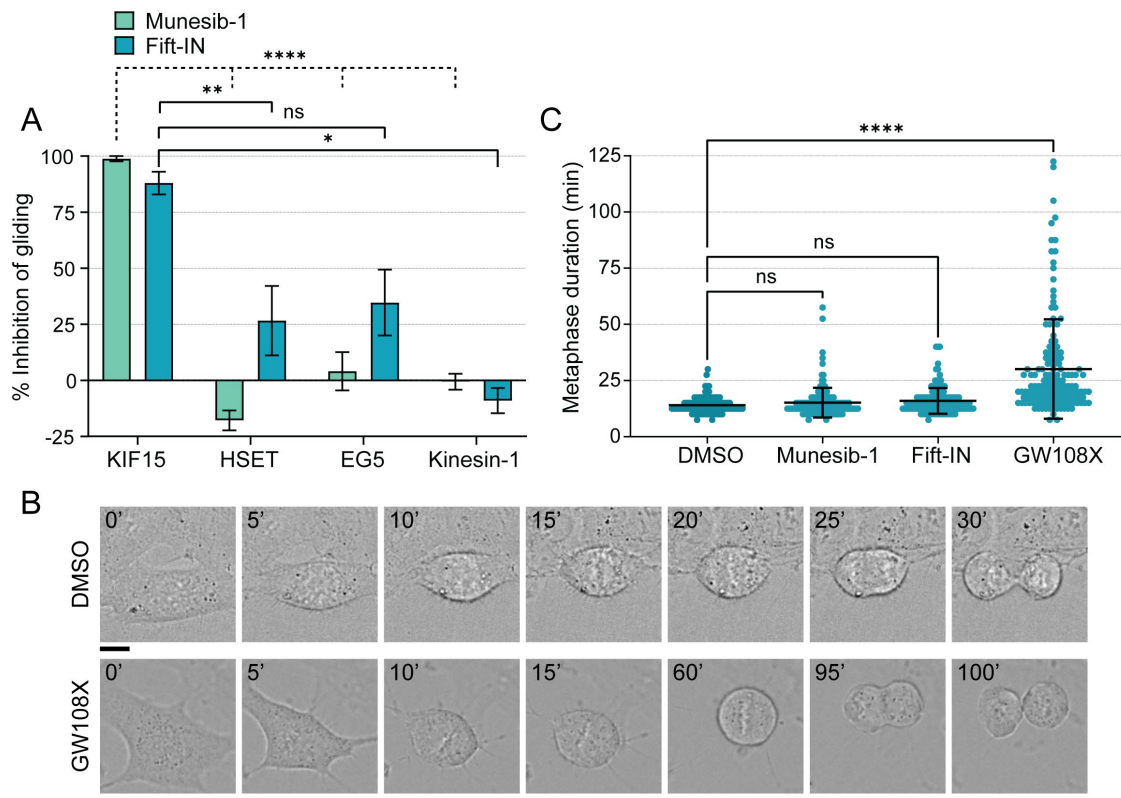 Munesib-1
Fift-IN
A
****
**
ns
*
% Inhibition of gliding
100
75
50
25
0
-25
KIF15 HSET EG5 Kinesin-1
C
****
ns
ns
Metaphase duration (min)
125
100
75
50
25
0
DMSO Munesib-1 Fift-IN GW108X
B
DMSO
0’ 5’ 10’ 15’ 20’ 25’ 30’
GW108X
0’ 5’ 10’ 15’ 60’ 95’ 100’